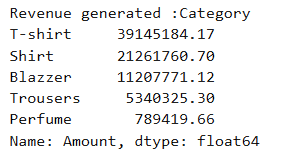 Revenue generated :Category
T-shirt 39145184.17
Shirt 21261760.70
Blazzer 11207771.12
Trousers 5340325.30
Perfume 789419.66
Name: Amount, dtype: float64